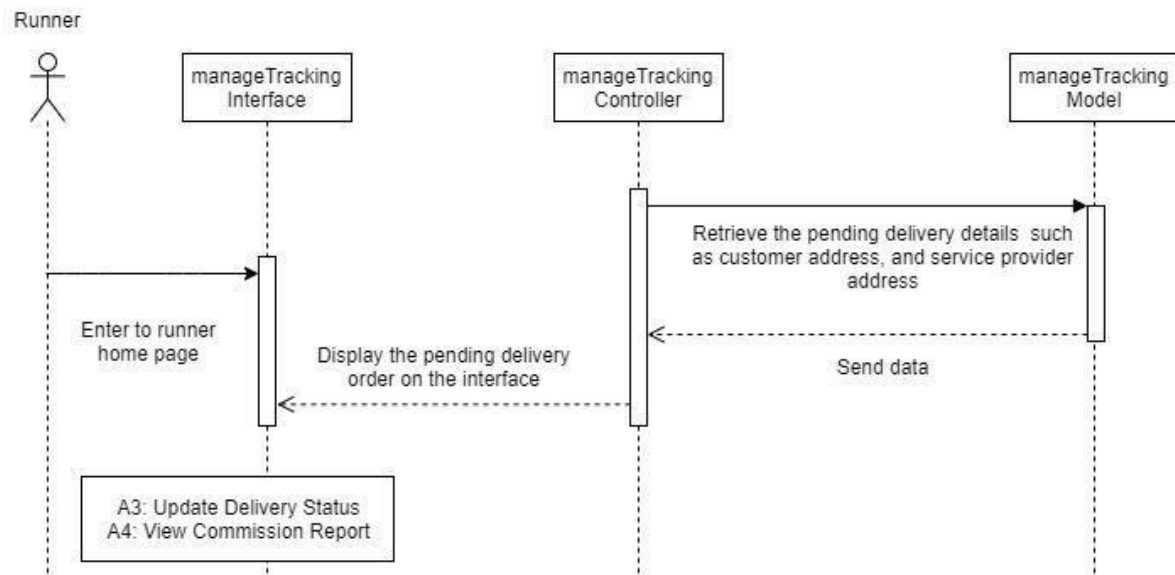 Runner
manageTracking
Interface
manageTracking
Controller
manageTracking
Model
Retrieve the pending delivery details such
as customer address, and service provider
address
Enter to runner
home page
Display the pending delivery
order on the interface
Send data
A3: Update Delivery Status
A4: View Commission Report